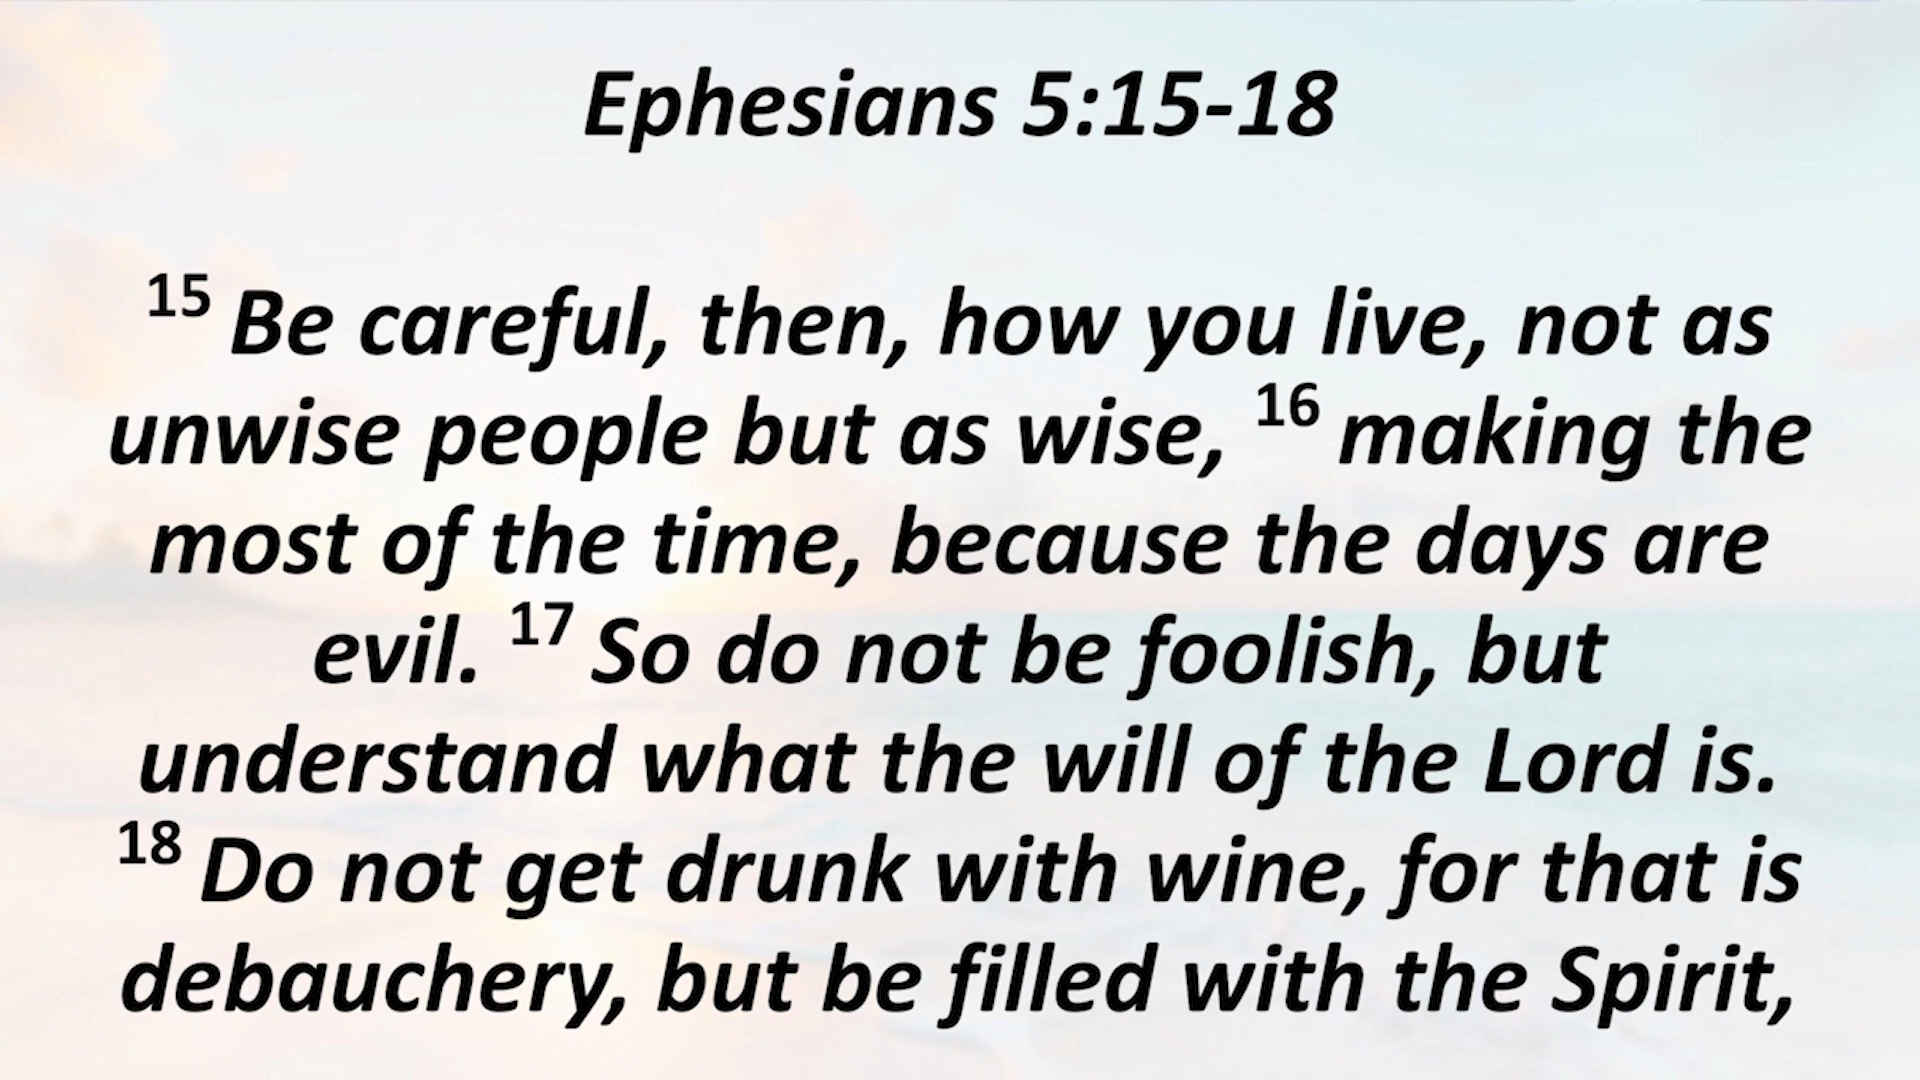 Ephesians 5:15-18
15 Be careful, then, how you live, not as
unwise people but as wise, 16 making the
most of the time, because the days are
evil. 17 So do not be foolish, but
understand what the will of the Lord is.
18 Do not get drunk with wine, for that is
debauchery, but be filled with the Spirit,